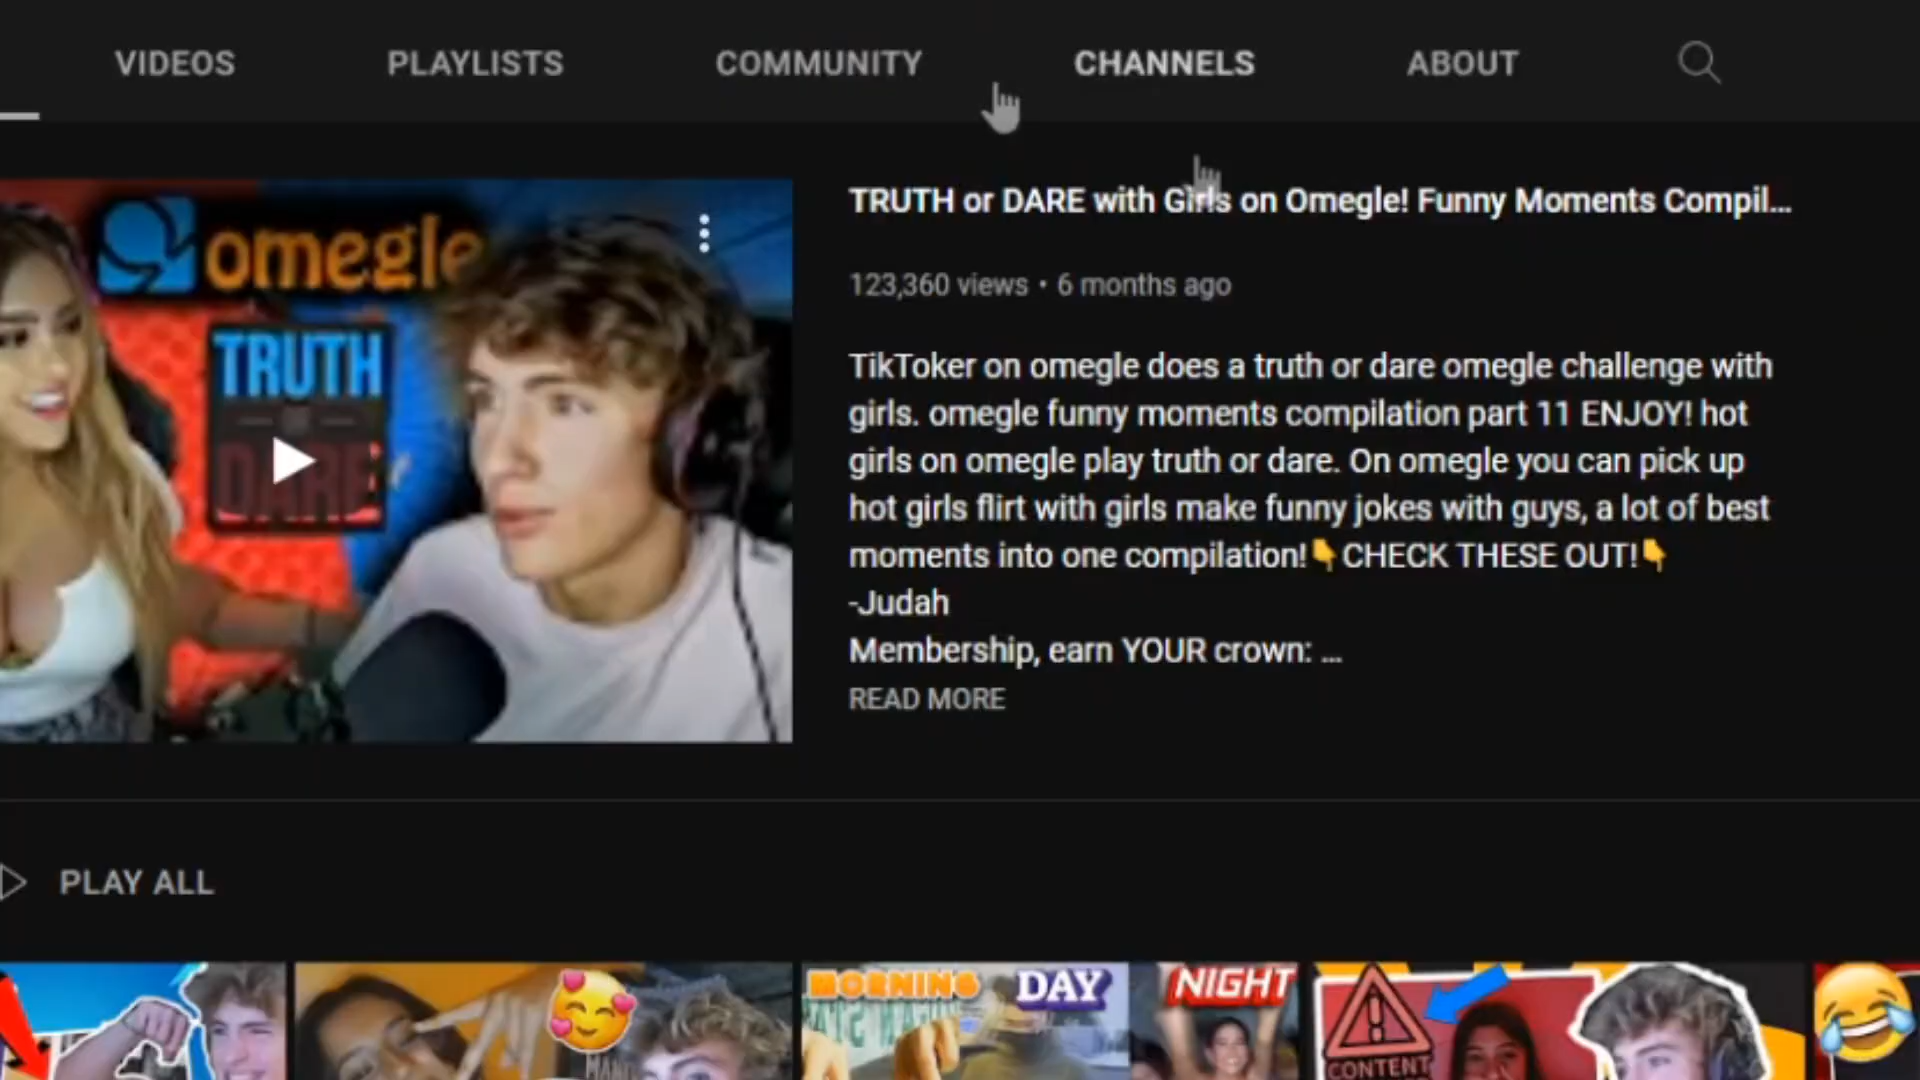 VIDEOS PLAYLISTS COMMUNITY CHANNELS ABOUT
omegle
TRUTH
DARE
TRUTH or DARE with Girls on Omegle! Funny Moments Compil...
123,360 views • 6 months ago
TikToker on omegle does a truth or dare omegle challenge with
girls. omegle funny moments compilation part 11 ENJOY! hot
girls on omegle play truth or dare. On omegle you can pick up
hot girls flirt with girls make funny jokes with guys, a lot of best
moments into one compilation!👇CHECK THESE OUT!👇
-Judah
Membership, earn YOUR crown: ...
READ MORE
PLAY ALL
MORNING DAY NIGHT
CONTENT